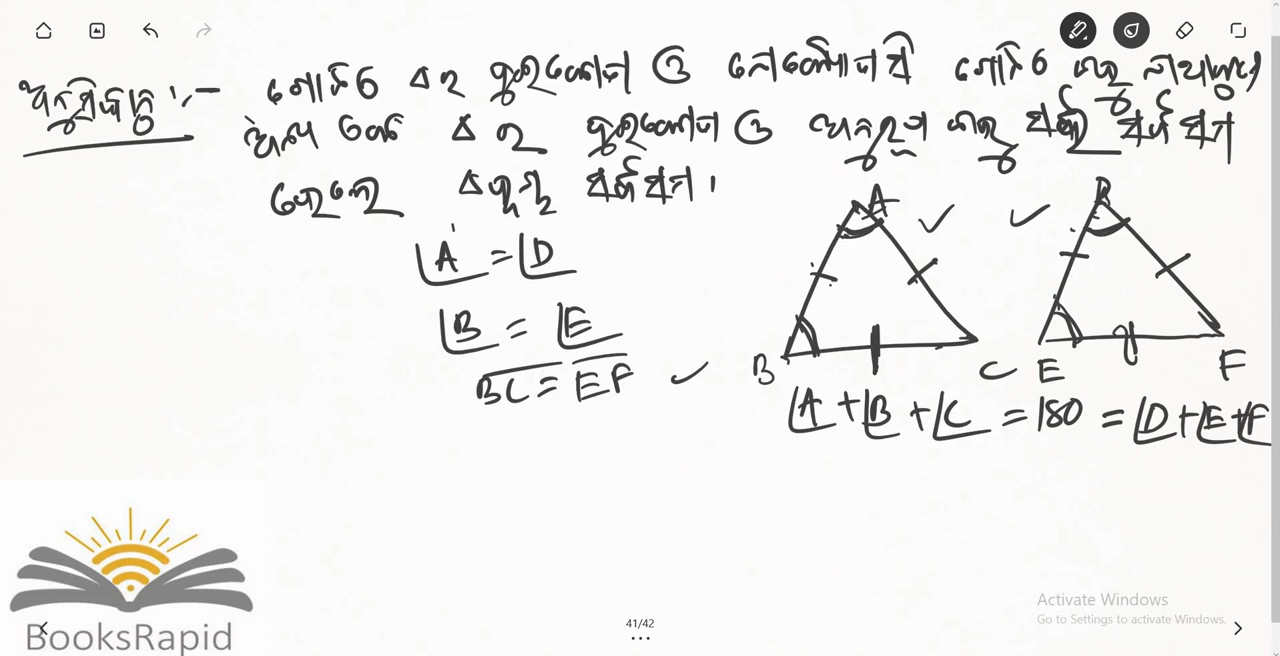 ଅନୁସିଦ୍ଧାନ୍ତ :- ଗୋଟିଏ Δ ର ଦୁଇକୋଣ ଓ ଗୋଟିଏ
ଅନ୍ୟ ଏକ Δ ର ଦୁଇକୋଣ ଓ ଅନୁରୂପ ବାହୁ ସହ ସର୍ବସମ
ହେଲେ Δ ଦ୍ୱୟ ସର୍ବସମ ।
A
D
∠A = ∠D
∠B = ∠E
BC = EF
B C E F
∠A + ∠B + ∠C = 180 = ∠D + ∠E + ∠F
BooksRapid
Activate Windows
Go to Settings to activate Windows.
41/42